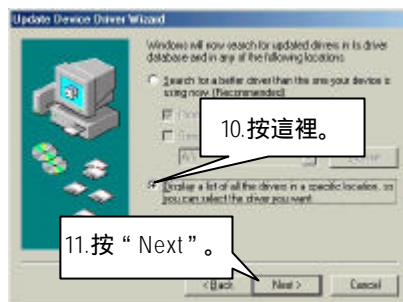 Update Device Driver Wizard
Windows will now search for updated drivers in its driver
database and in any of the following locations
Search for a better driver than the one your device is
using now (Recommended)
10.按這裡。
Display a list of all the drivers in a specific location, so
you can select the driver you want
11.按“Next”。
< Back
Next >
Cancel